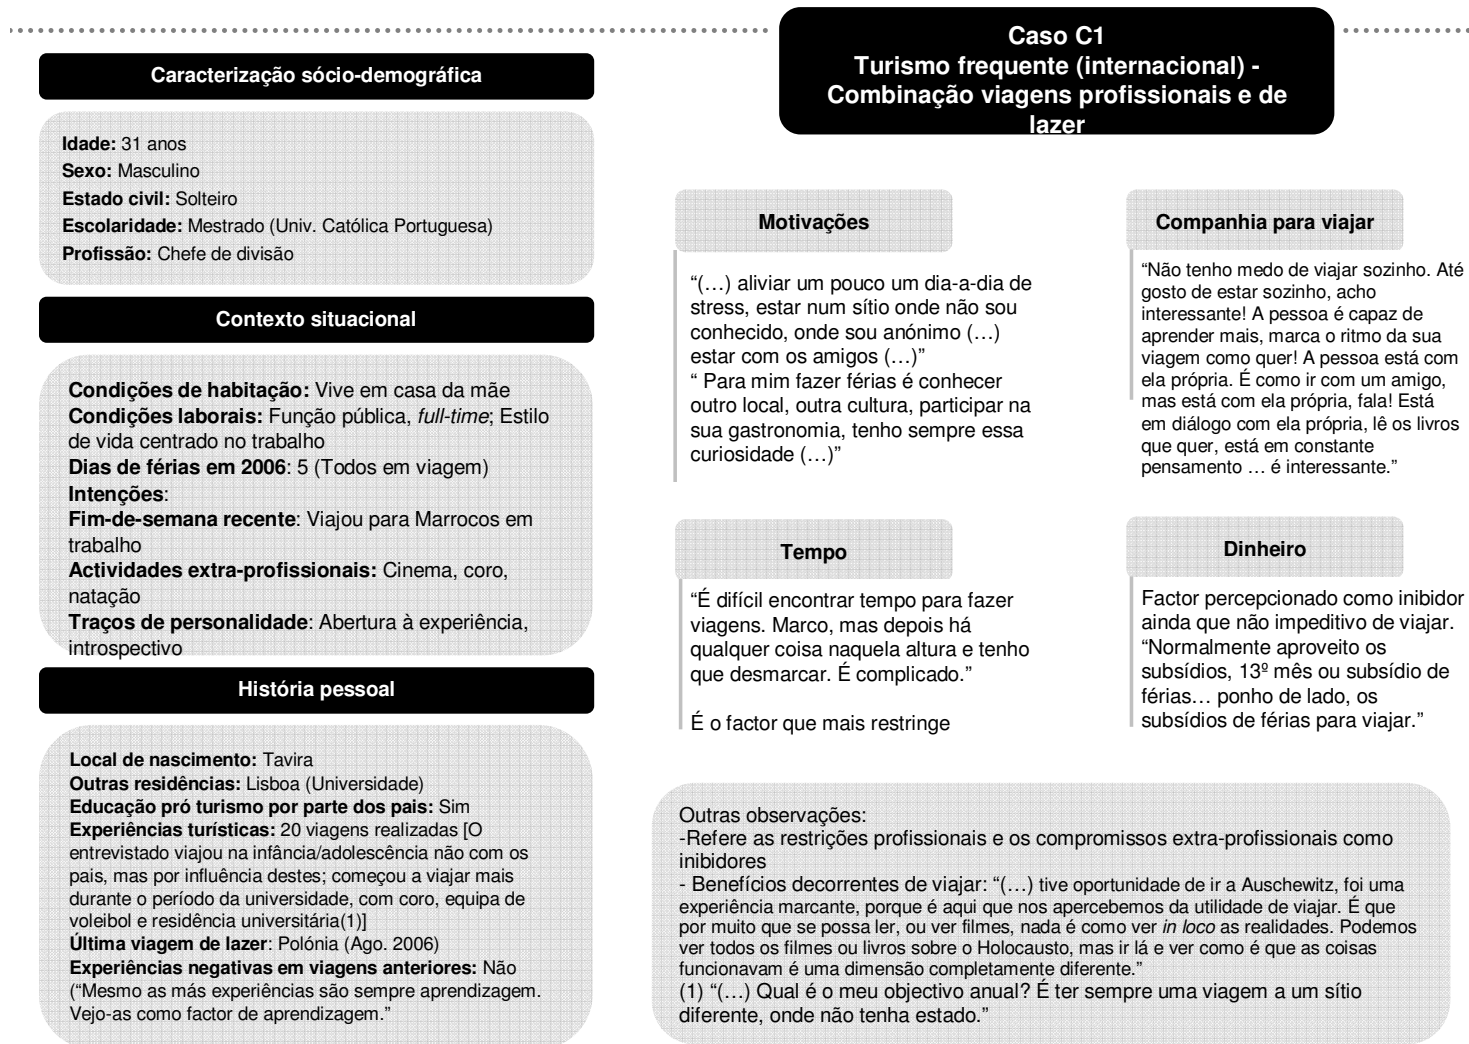 Caso C1
Turismo frequente (internacional) -
Combinação viagens profissionais e de
lazer
Caracterização sócio-demográfica
Idade: 31 anos
Sexo: Masculino
Estado civil: Solteiro
Escolaridade: Mestrado (Univ. Católica Portuguesa)
Profissão: Chefe de divisão
Contexto situacional
Condições de habitação: Vive em casa da mãe
Condições laborais: Função pública, full-time; Estilo
de vida centrado no trabalho
Dias de férias em 2006: 5 (Todos em viagem)
Intenções:
Fim-de-semana recente: Viajou para Marrocos em
trabalho
Actividades extra-profissionais: Cinema, coro,
natação
Traços de personalidade: Abertura à experiência,
introspectivo
História pessoal
Local de nascimento: Tavira
Outras residências: Lisboa (Universidade)
Educação pró turismo por parte dos pais: Sim
Experiências turísticas: 20 viagens realizadas [O
entrevistado viajou na infância/adolescência não com os
pais, mas por influência destes; começou a viajar mais
durante o período da universidade, com coro, equipa de
voleibol e residência universitária(1)]
Última viagem de lazer: Polónia (Ago. 2006)
Experiências negativas em viagens anteriores: Não
(“Mesmo as más experiências são sempre aprendizagem.
Vejo-as como factor de aprendizagem.”
Motivações
“(…) aliviar um pouco um dia-a-dia de
stress, estar num sítio onde não sou
conhecido, onde sou anónimo (…)
estar com os amigos (…)”
“ Para mim fazer férias é conhecer
outro local, outra cultura, participar na
sua gastronomia, tenho sempre essa
curiosidade (…)”
Companhia para viajar
“Não tenho medo de viajar sozinho. Até
gosto de estar sozinho, acho
interessante! A pessoa é capaz de
aprender mais, marca o ritmo da sua
viagem como quer! A pessoa está com
ela própria. É como ir com um amigo,
mas está com ela própria, fala! Está
em diálogo com ela própria, lê os livros
que quer, está em constante
pensamento … é interessante.”
Tempo
“É difícil encontrar tempo para fazer
viagens. Marco, mas depois há
qualquer coisa naquela altura e tenho
que desmarcar. É complicado.”
É o factor que mais restringe
Dinheiro
Factor percepcionado como inibidor
ainda que não impeditivo de viajar.
“Normalmente aproveito os
subsídios, 13º mês ou subsídio de
férias… ponho de lado, os
subsídios de férias para viajar.”
Outras observações:
-Refere as restrições profissionais e os compromissos extra-profissionais como
inibidores
- Benefícios decorrentes de viajar: “(…) tive oportunidade de ir a Auschewitz, foi uma
experiência marcante, porque é aqui que nos apercebemos da utilidade de viajar. É que
por muito que se possa ler, ou ver filmes, nada é como ver in loco as realidades. Podemos
ver todos os filmes ou livros sobre o Holocausto, mas ir lá e ver como é que as coisas
funcionavam é uma dimensão completamente diferente.”
(1) “(…) Qual é o meu objectivo anual? É ter sempre uma viagem a um sítio
diferente, onde não tenha estado.”